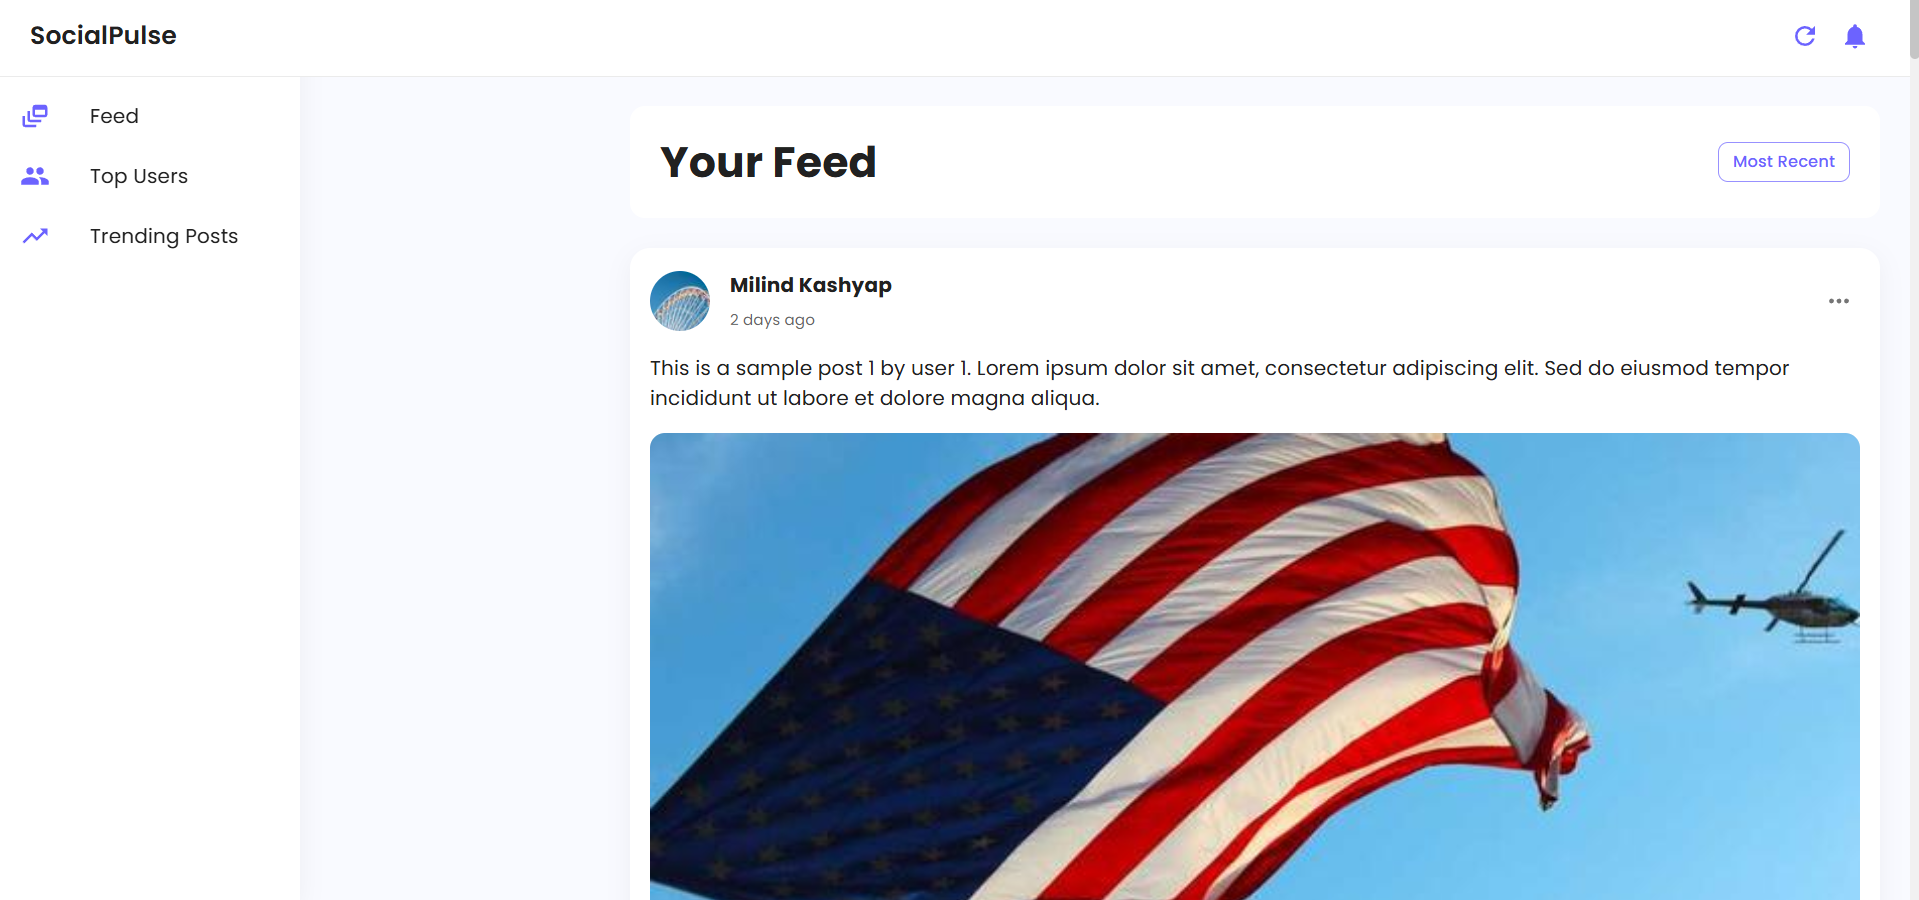 SocialPulse
Feed
Top Users
Trending Posts
Your Feed
Most Recent
Milind Kashyap
2 days ago
This is a sample post 1 by user 1. Lorem ipsum dolor sit amet, consectetur adipiscing elit. Sed do eiusmod tempor
incididunt ut labore et dolore magna aliqua.